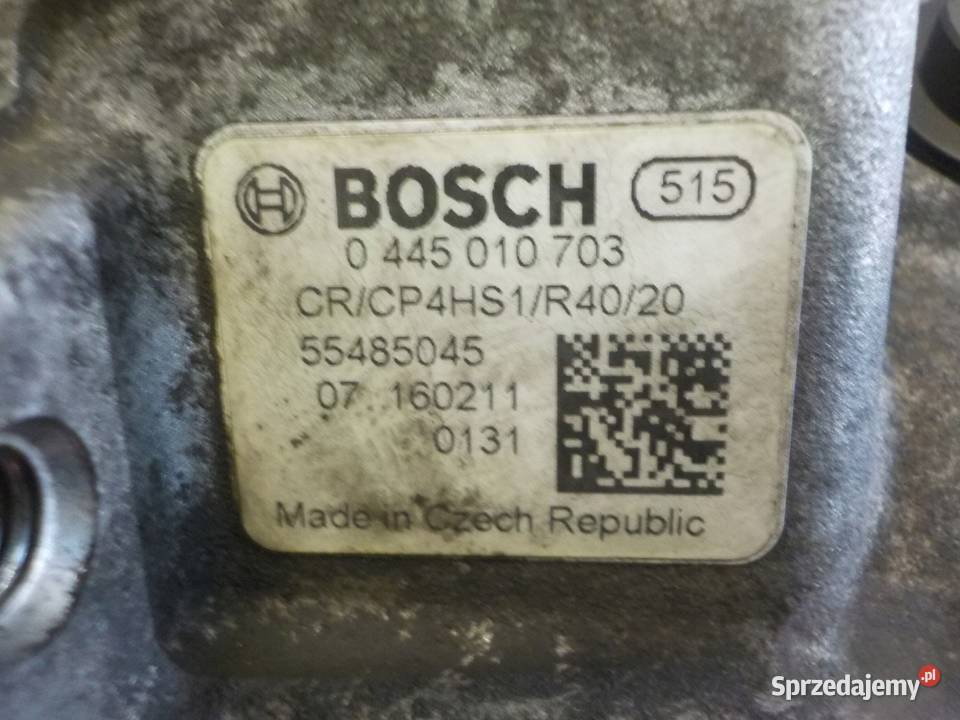 BOSCH 515
0 445 010 703
CR/CP4HS1/R40/20
55485045
07 160211
0131
Made in Czech Republic
Sprzedajemy.pl